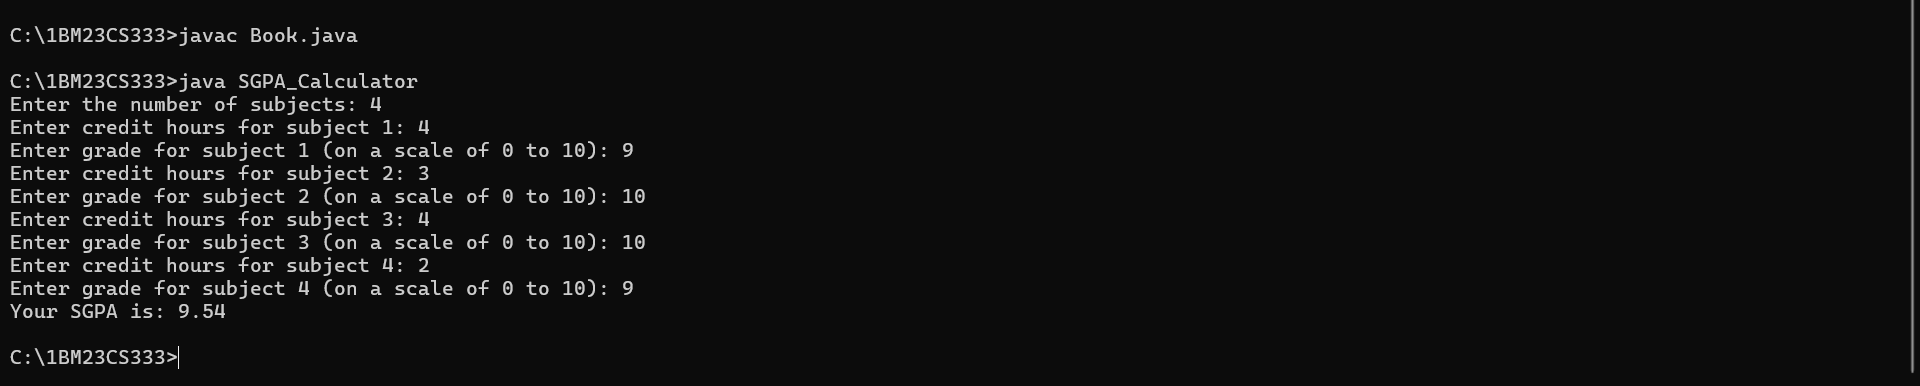 C:\1BM23CS333>javac Book.java
C:\1BM23CS333>java SGPA_Calculator
Enter the number of subjects: 4
Enter credit hours for subject 1: 4
Enter grade for subject 1 (on a scale of 0 to 10): 9
Enter credit hours for subject 2: 3
Enter grade for subject 2 (on a scale of 0 to 10): 10
Enter credit hours for subject 3: 4
Enter grade for subject 3 (on a scale of 0 to 10): 10
Enter credit hours for subject 4: 2
Enter grade for subject 4 (on a scale of 0 to 10): 9
Your SGPA is: 9.54
C:\1BM23CS333>